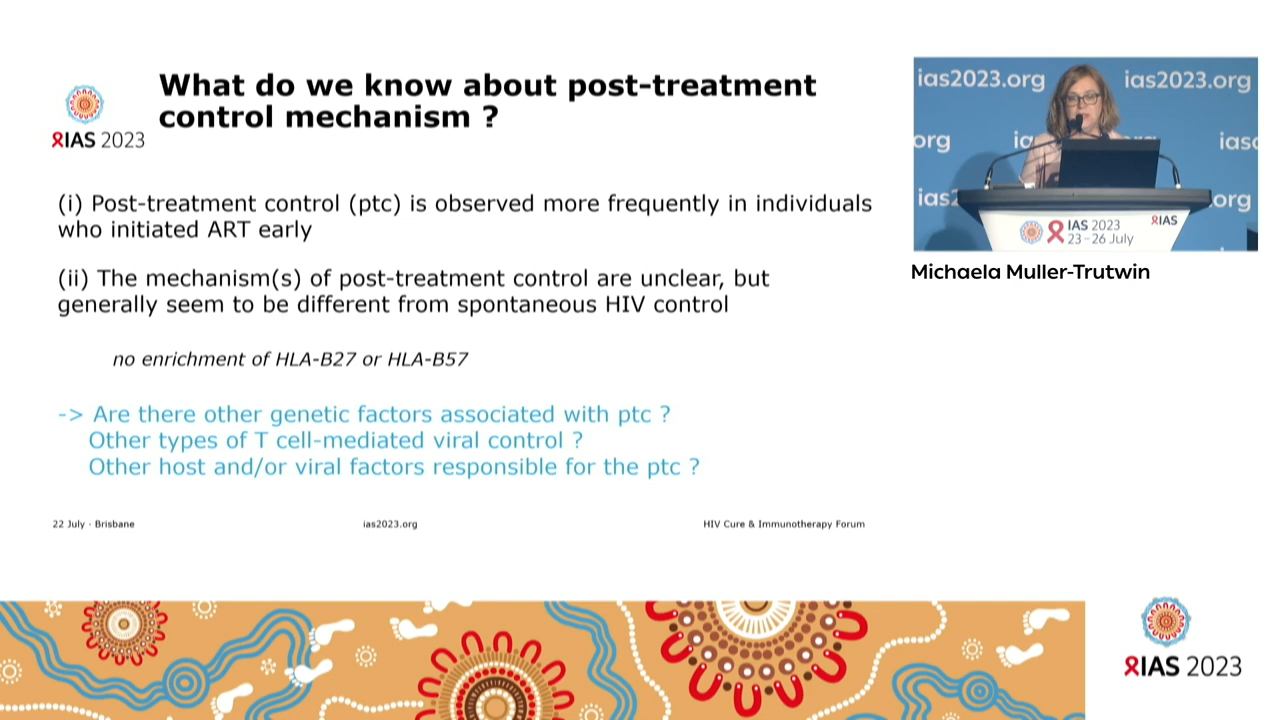 What do we know about post-treatment
control mechanism ?
IAS 2023
(i) Post-treatment control (ptc) is observed more frequently in individuals
who initiated ART early
(ii) The mechanism(s) of post-treatment control are unclear, but
generally seem to be different from spontaneous HIV control
no enrichment of HLA-B27 or HLA-B57
-> Are there other genetic factors associated with ptc ?
Other types of T cell-mediated viral control ?
Other host and/or viral factors responsible for the ptc ?
22 July · Brisbane
ias2023.org
HIV Cure & Immunotherapy Forum
ias2023.org
ias2023.org
org
ias
.org
IAS 2023
23-26 July
IAS
Michaela Muller-Trutwin
IAS 2023